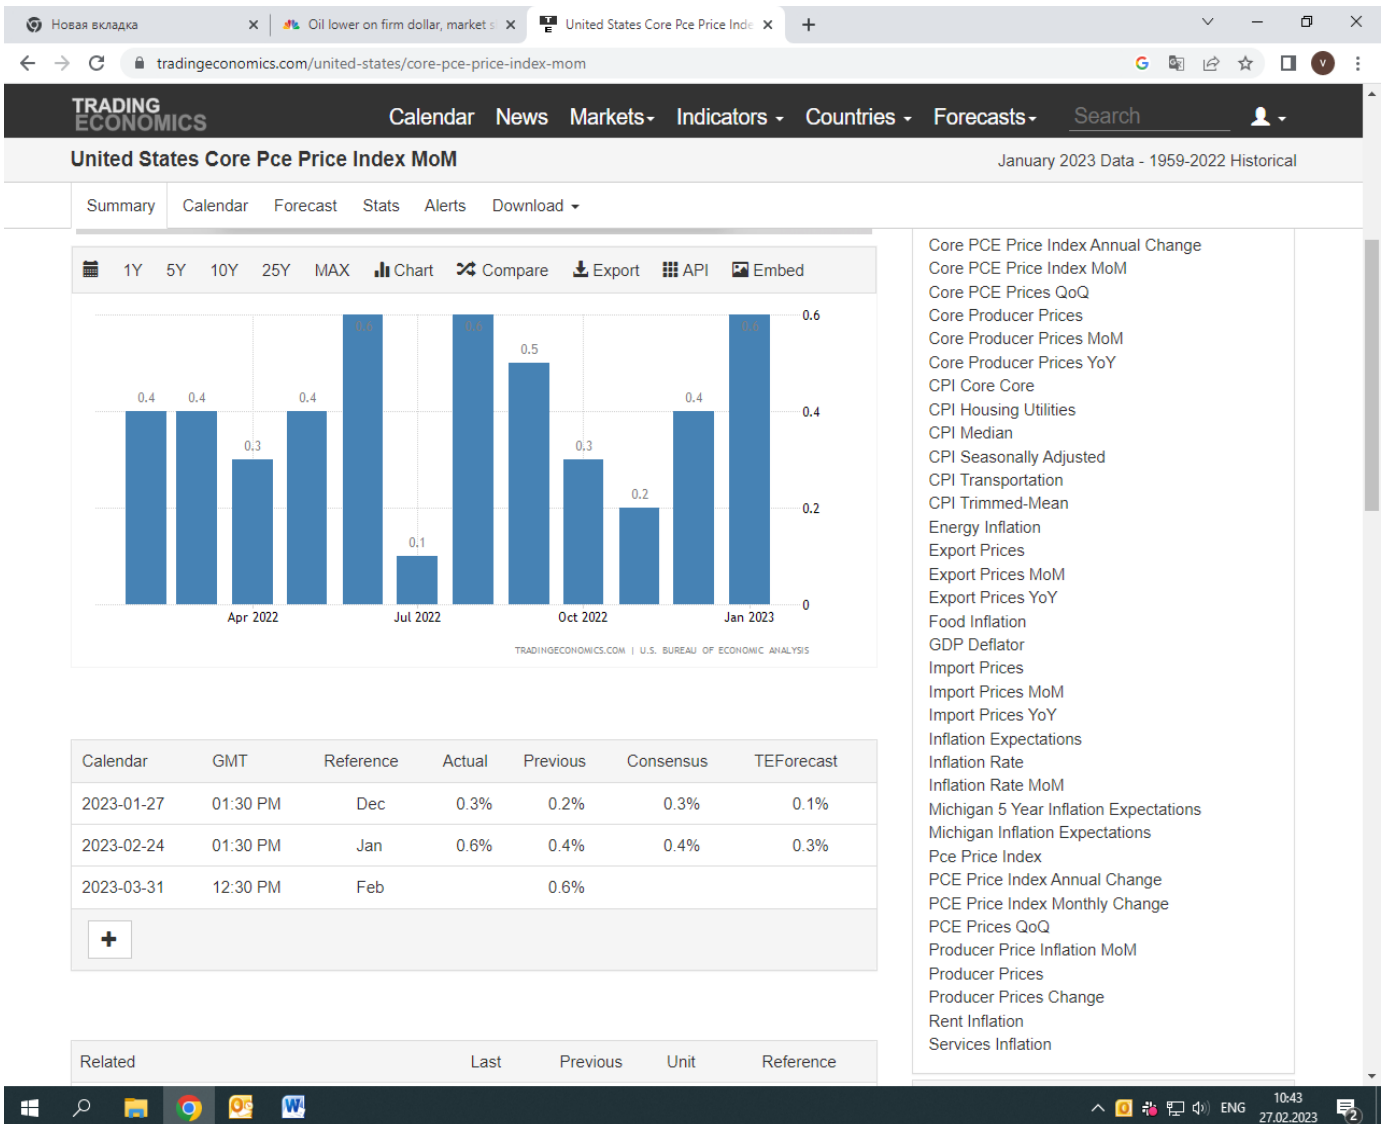 Новая вкладка
Oil lower on firm dollar, market s
United States Core Pce Price Inde
tradingeconomics.com/united-states/core-pce-price-index-mom
V
TRADING
ECONOMICS
Calendar News Markets Indicators Countries Forecasts Search
United States Core Pce Price Index MoM
January 2023 Data - 1959-2022 Historical
Summary Calendar Forecast Stats Alerts Download
1Y 5Y 10Y 25Y MAX Chart Compare Export API Embed
0.4 0.4 0.3 0.4 0.6 0.1 0.6 0.5 0.3 0.2 0.4 0.6
0.6
0.4
0.2
0
Apr 2022 Jul 2022 Oct 2022 Jan 2023
TRADINGECONOMICS.COM | U.S. BUREAU OF ECONOMIC ANALYSIS
Calendar GMT Reference Actual Previous Consensus TEForecast
2023-01-27 01:30 PM Dec 0.3% 0.2% 0.3% 0.1%
2023-02-24 01:30 PM Jan 0.6% 0.4% 0.4% 0.3%
2023-03-31 12:30 PM Feb 0.6%
Related Last Previous Unit Reference
Core PCE Price Index Annual Change
Core PCE Price Index MoM
Core PCE Prices QoQ
Core Producer Prices
Core Producer Prices MoM
Core Producer Prices YoY
CPI Core Core
CPI Housing Utilities
CPI Median
CPI Seasonally Adjusted
CPI Transportation
CPI Trimmed-Mean
Energy Inflation
Export Prices
Export Prices MoM
Export Prices YoY
Food Inflation
GDP Deflator
Import Prices
Import Prices MoM
Import Prices YoY
Inflation Expectations
Inflation Rate
Inflation Rate MoM
Michigan 5 Year Inflation Expectations
Michigan Inflation Expectations
Pce Price Index
PCE Price Index Annual Change
PCE Price Index Monthly Change
PCE Prices QoQ
Producer Price Inflation MoM
Producer Prices
Producer Prices Change
Rent Inflation
Services Inflation
ENG
10:43
27.02.2023
2